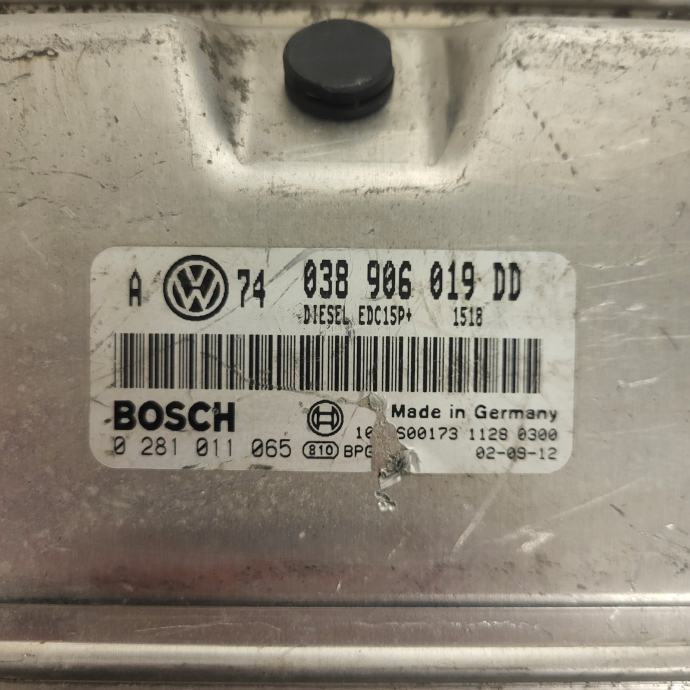 A VW 74 038 906 019 DD
DIESEL EDC15P+ 1518
BOSCH Made in Germany
S00173 1128 0300
0 281 011 065 810 02-09-12